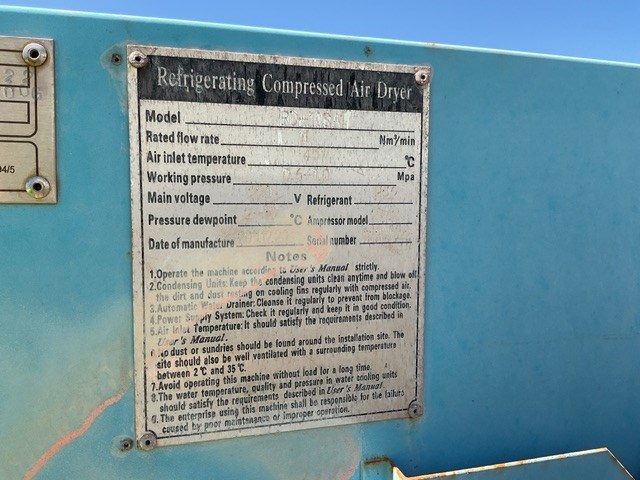 04/5
Refrigerating Compressed Air Dryer
Model
Rated flow rate Nm³/min
Air inlet temperature °C
Working pressure Mpa
Main voltage V Refrigerant
Pressure dewpoint °C Ampressor model
Date of manufacture Serial number
Notes
1.Operate the machine according to User's Manual strictly.
2.Condensing Units: Keep the condensing units clean anytime and blow off
the dirt and Just resting on cooling fins regularly with compressed air.
3.Automatic Water Drainer: Cleanse it regularly to prevent from blockage.
4.Power Supply System: Check it regularly and keep it in good condition.
5.Air Inlet Temperature: It should satisfy the requirements described in
User's Manual.
6.No dust or sundries should be found around the installation site. The
site should also be well ventilated with a surrounding temperature
between 2°C and 35°C.
7.Avoid operating this machine without load for a long time.
8.The water temperature, quality and pressure in water cooling units
should satisfy the requirements described in User's Manual.
9.The enterprise using this machine shall be responsible for the failure
caused by poor maintenance or improper operation.